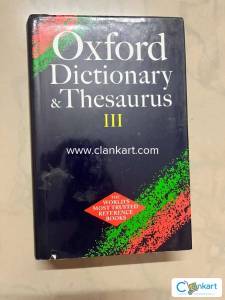 Oxford
Dictionary
& Thesaurus
III
www.clankart.com
THE
WORLD'S
MOST TRUSTED
REFERENCE
BOOKS
Clankart